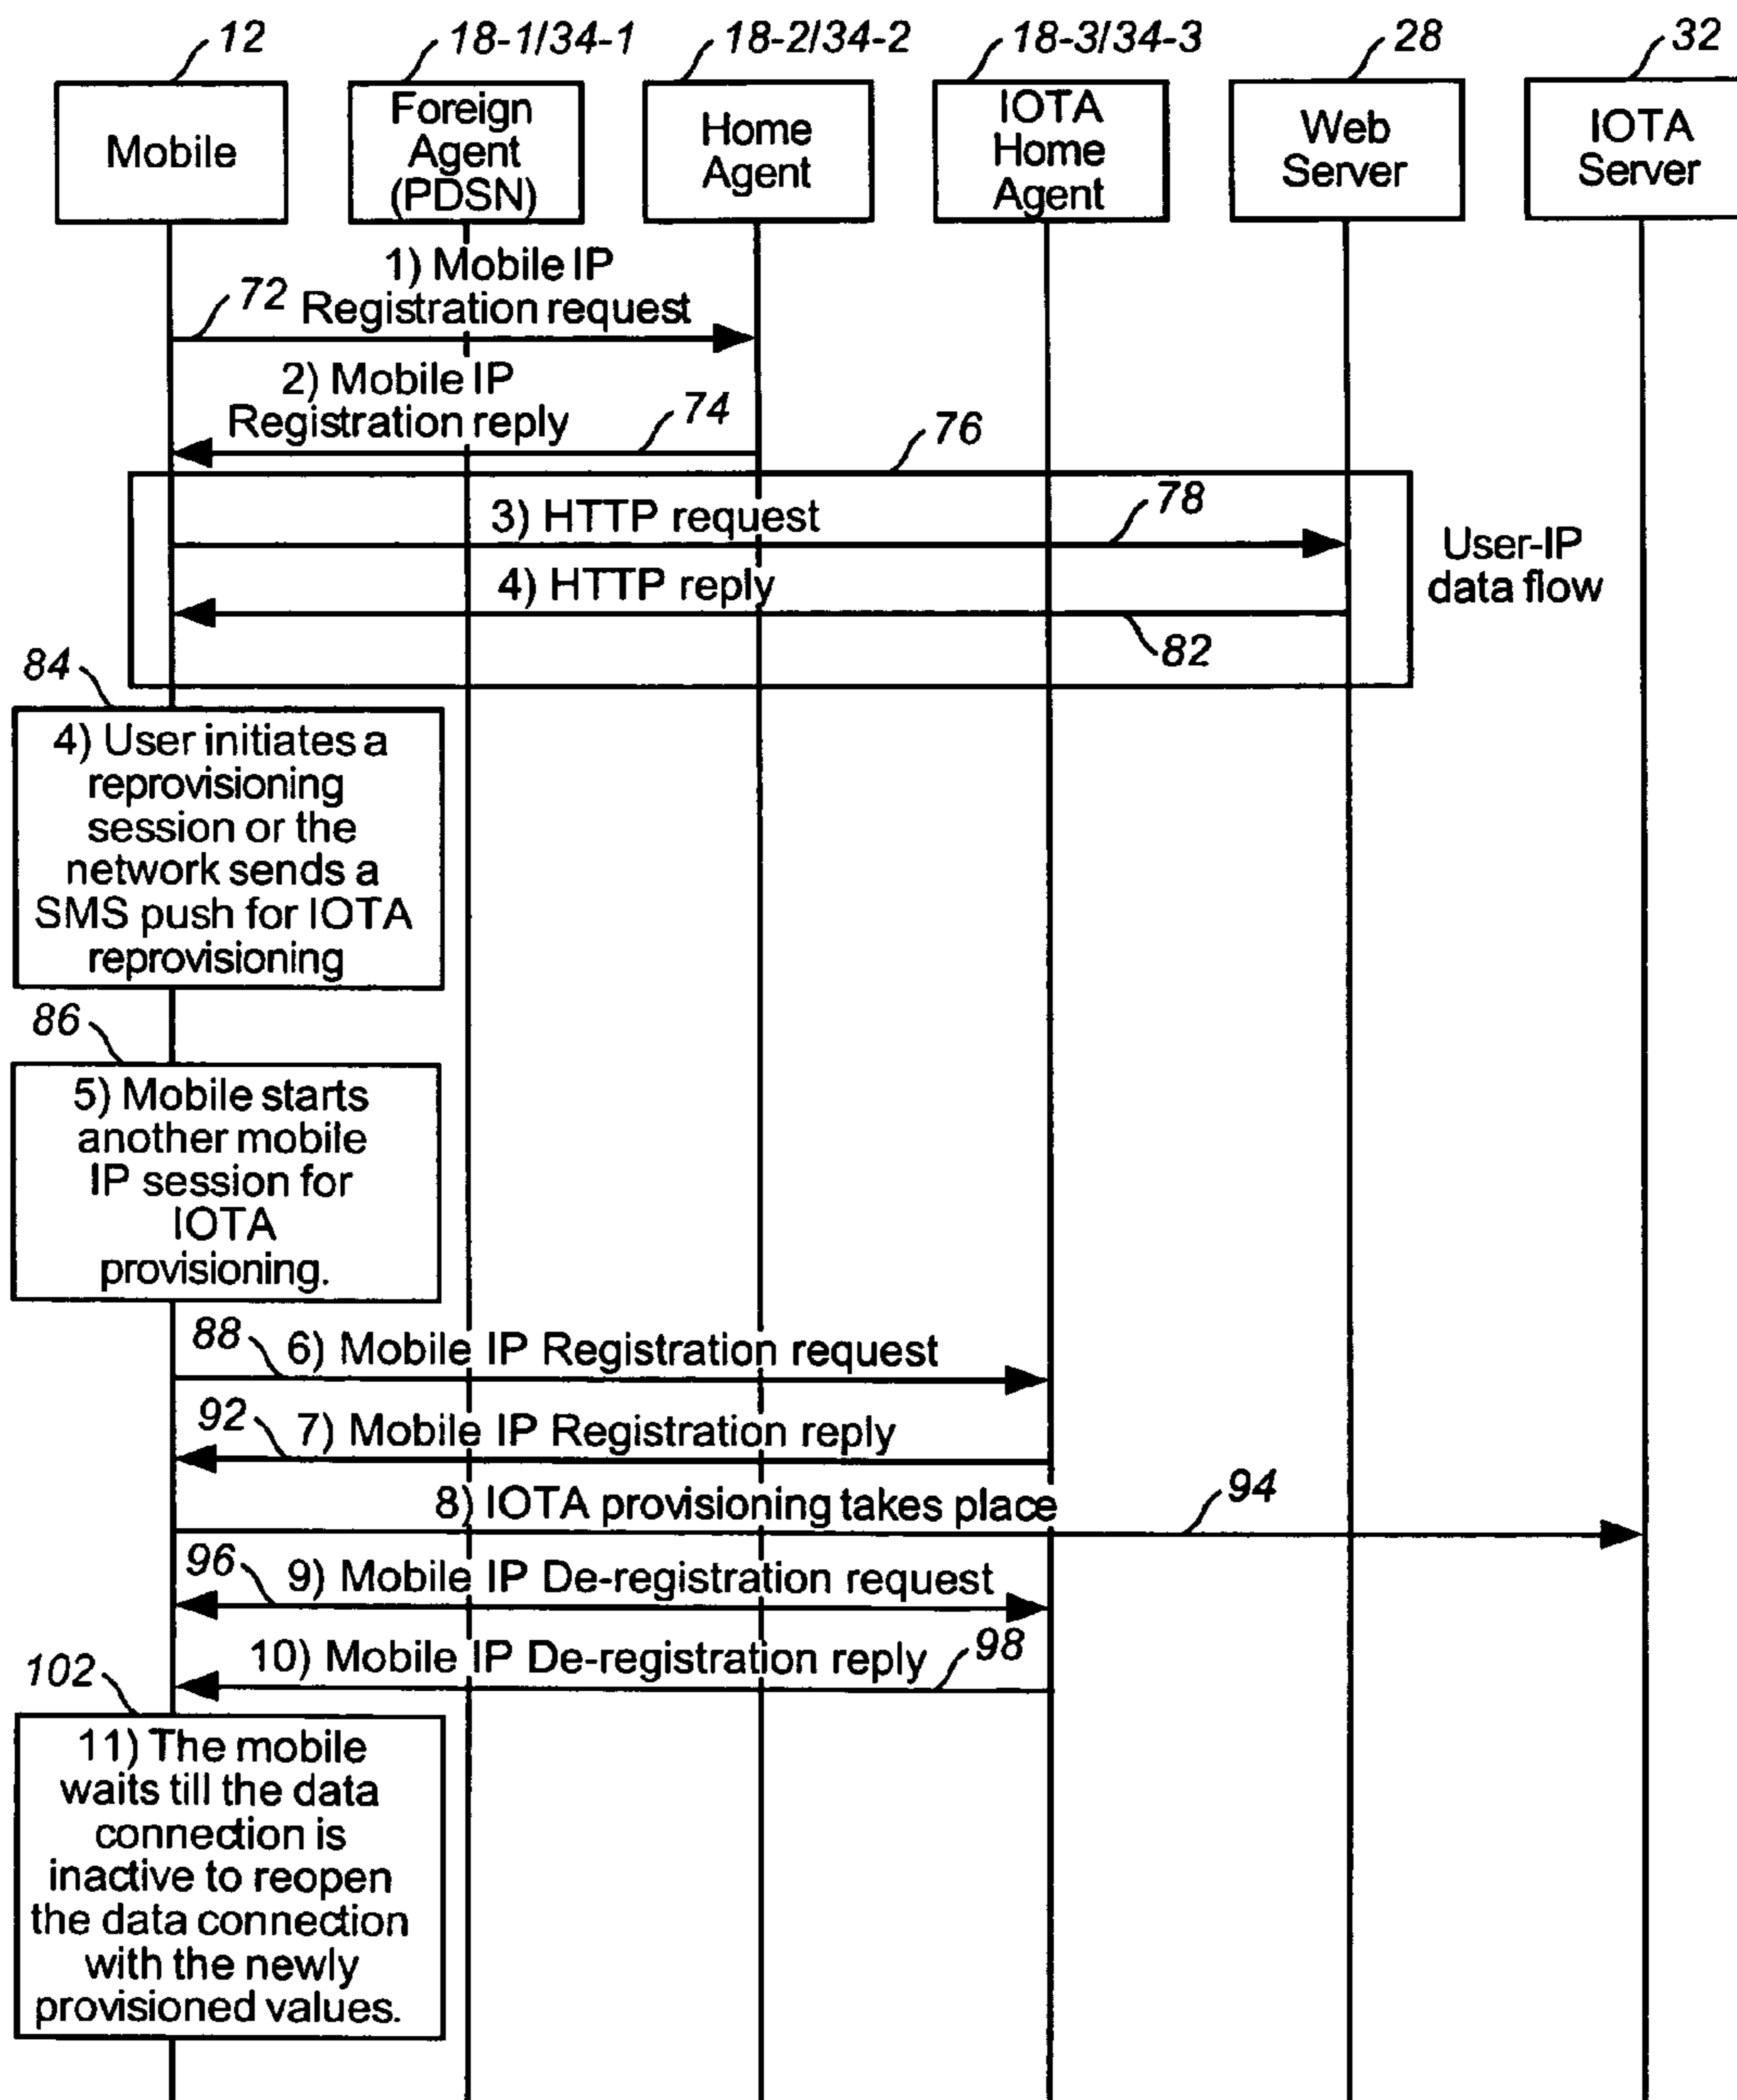 12
18-1/34-1
18-2/34-2
18-3/34-3
28
32
Mobile
Foreign
Agent
(PDSN)
Home
Agent
IOTA
Home
Agent
Web
Server
IOTA
Server
1) Mobile IP
Registration request
72
2) Mobile IP
Registration reply
74
76
3) HTTP request
78
User-IP
data flow
4) HTTP reply
82
84
4) User initiates a
reprovisioning
session or the
network sends a
SMS push for IOTA
reprovisioning
86
5) Mobile starts
another mobile
IP session for
IOTA
provisioning.
88
6) Mobile IP Registration request
92
7) Mobile IP Registration reply
8) IOTA provisioning takes place
94
96
9) Mobile IP De-registration request
10) Mobile IP De-registration reply
98
102
11) The mobile
waits till the data
connection is
inactive to reopen
the data connection
with the newly
provisioned values.